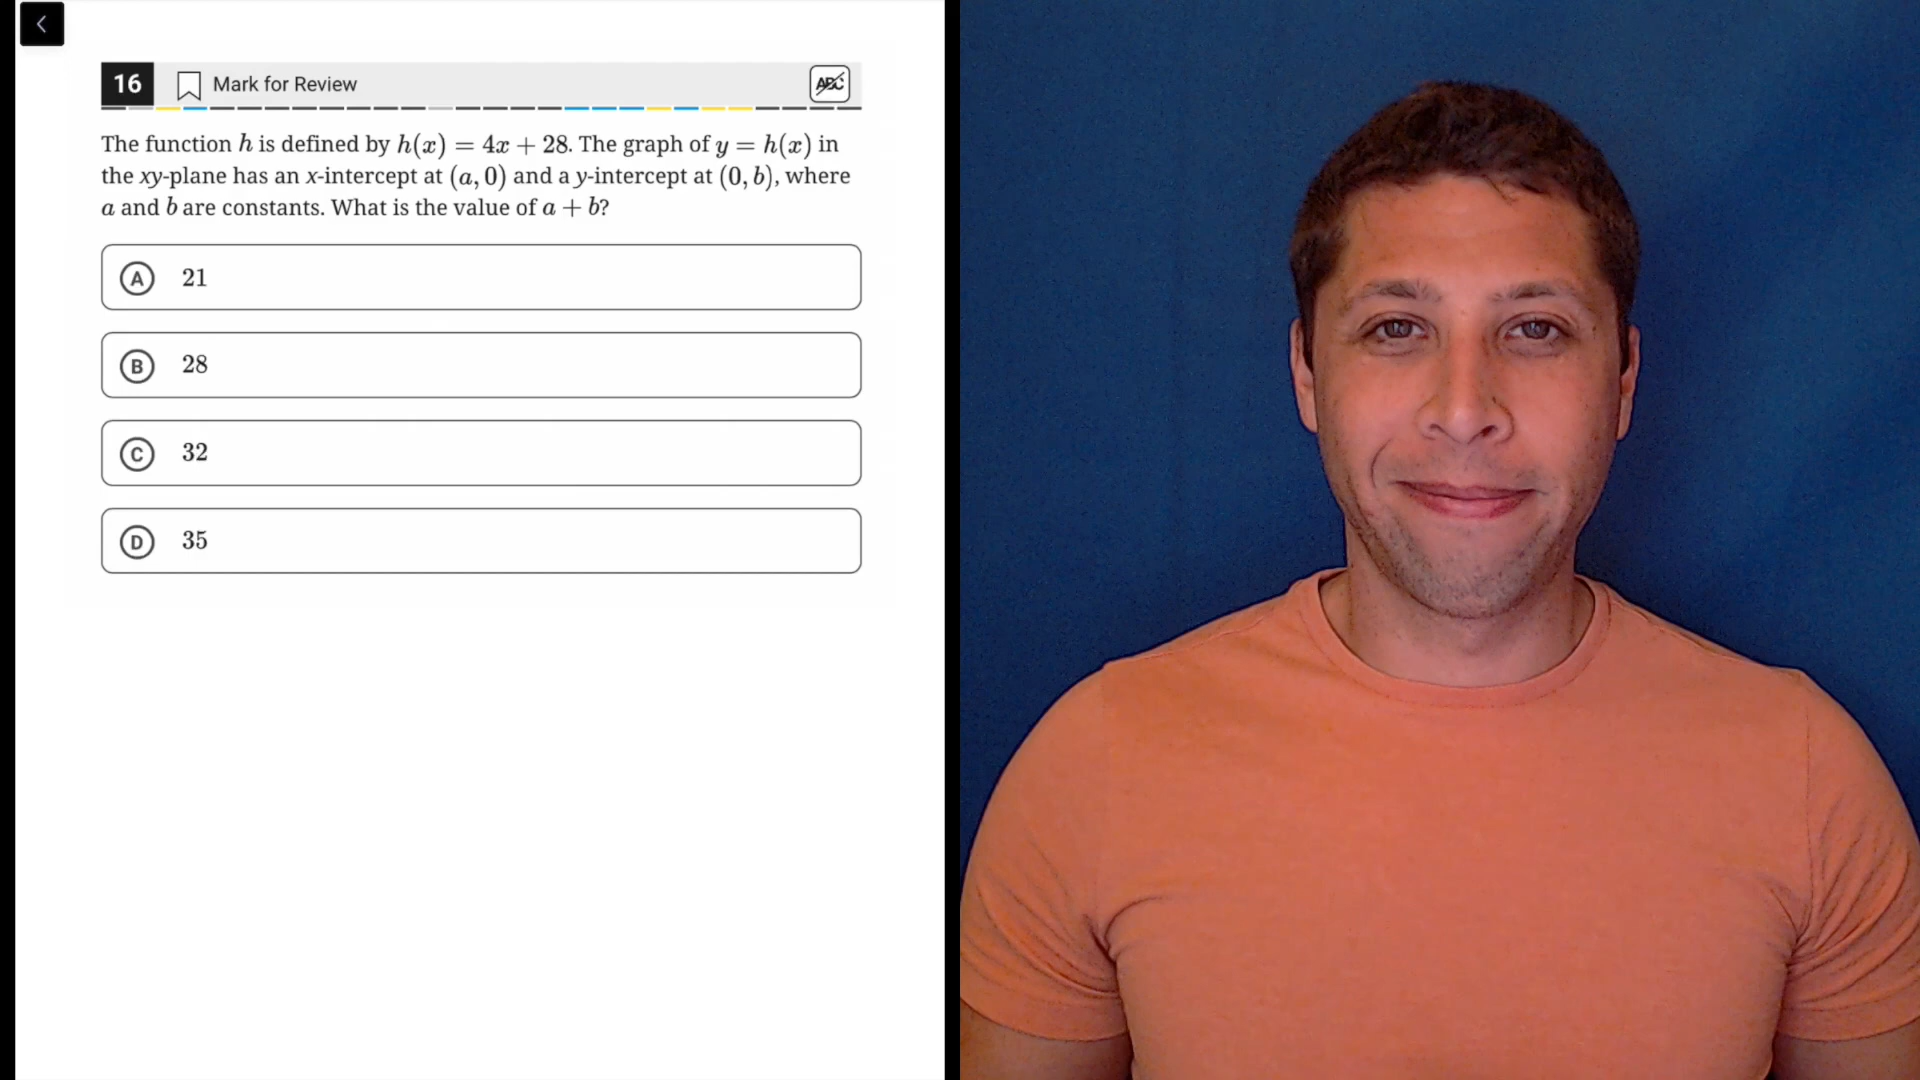 16 Mark for Review ABC
The function h is defined by h(x) = 4x + 28. The graph of y = h(x) in
the xy-plane has an x-intercept at (a, 0) and a y-intercept at (0, b), where
a and b are constants. What is the value of a + b?
A 21
B 28
C 32
D 35